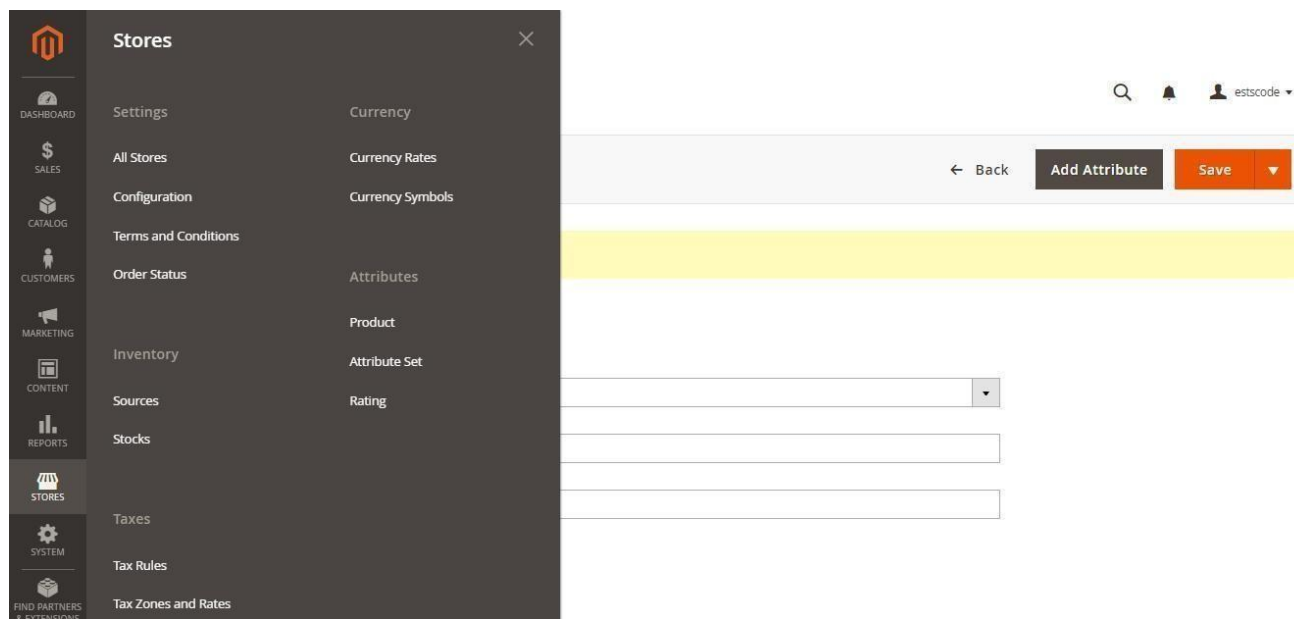 DASHBOARD
SALES
CATALOG
CUSTOMERS
MARKETING
CONTENT
REPORTS
STORES
SYSTEM
FIND PARTNERS
& EXTENSIONS
Stores
Settings
All Stores
Configuration
Terms and Conditions
Order Status
Inventory
Sources
Stocks
Taxes
Tax Rules
Tax Zones and Rates
Currency
Currency Rates
Currency Symbols
Attributes
Product
Attribute Set
Rating
estscode
Back
Add Attribute
Save